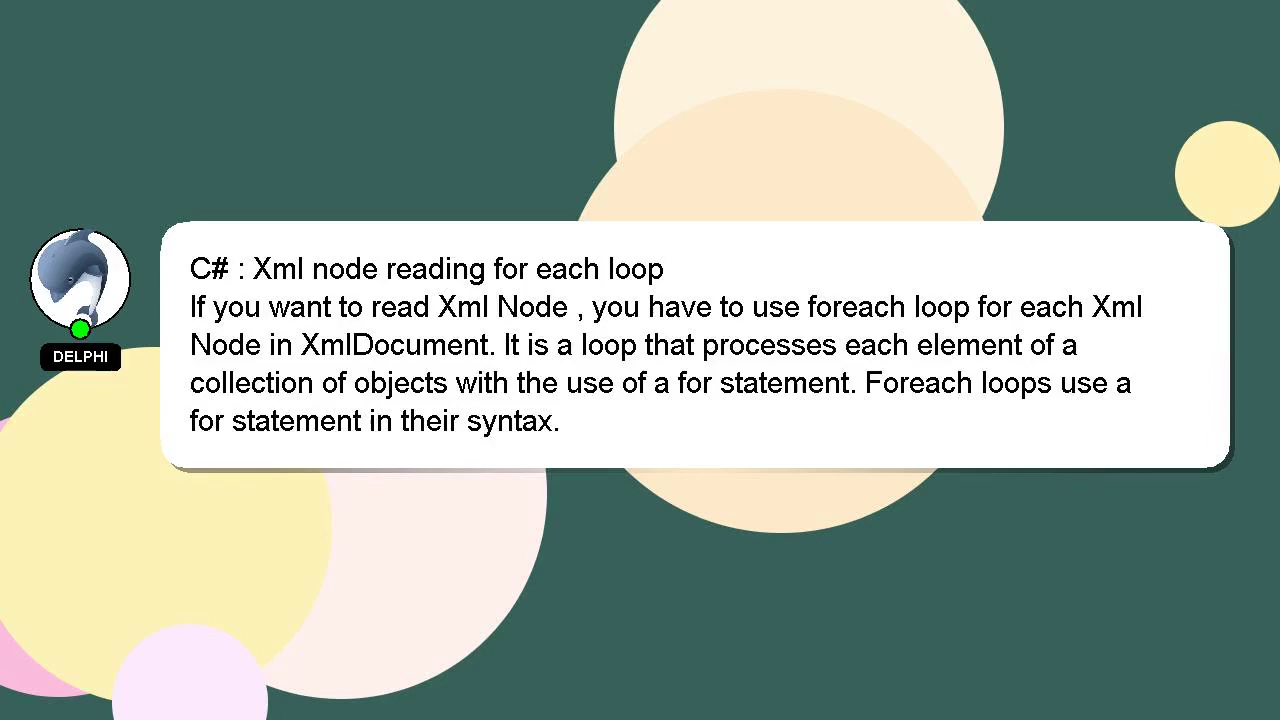 C# : Xml node reading for each loop
If you want to read Xml Node , you have to use foreach loop for each Xml
Node in XmlDocument. It is a loop that processes each element of a
collection of objects with the use of a for statement. Foreach loops use a
for statement in their syntax.
DELPHI